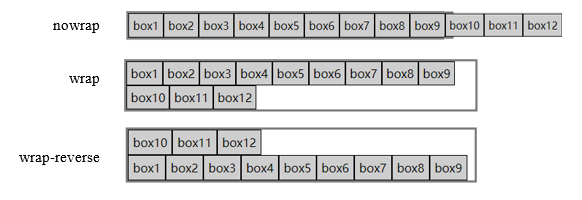 nowrap box1 box2 box3 box4 box5 box6 box7 box8 box9 box10 box11 box12
wrap box1 box2 box3 box4 box5 box6 box7 box8 box9
box10 box11 box12
box10 box11 box12
wrap-reverse box1 box2 box3 box4 box5 box6 box7 box8 box9